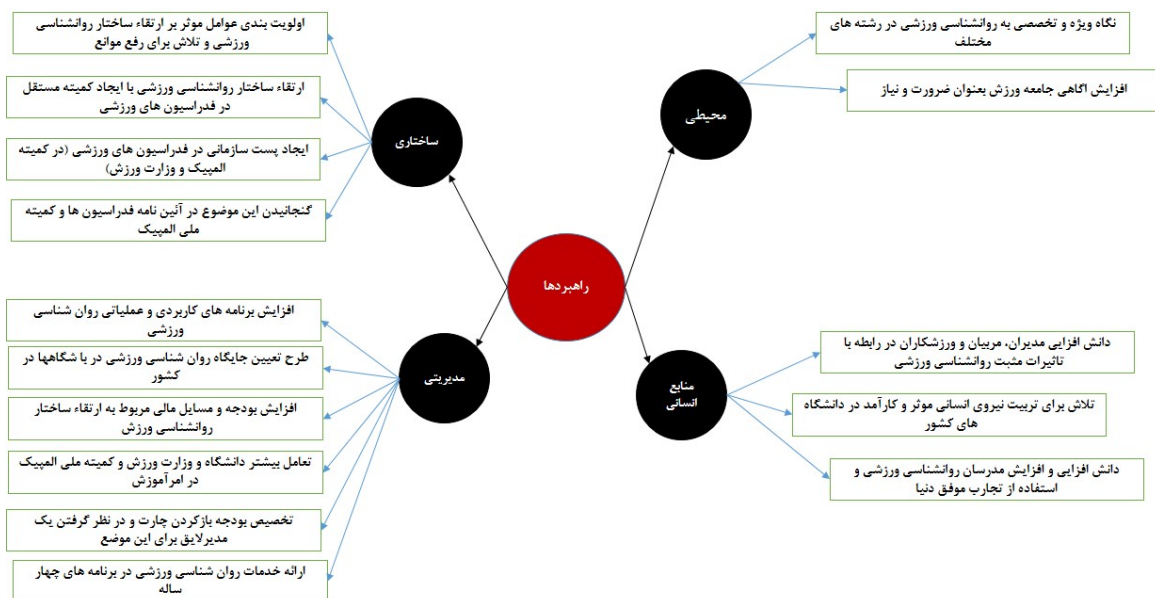 نگاه ویژه و تخصصی به روانشناسی ورزشی در رشته های
مختلف
افزایش اگاهی جامعه ورزش بعنوان ضرورت و نیاز
محیطی
اولویت بندی عوامل موثر بر ارتقاء ساختار روانشناسی
ورزشی و تلاش برای رفع موانع
ارتقاء ساختار روانشناسی ورزشی با ایجاد کمیته مستقل
در فدراسیون های ورزشی
ایجاد پست سازمانی در فدراسیون های ورزشی (در کمیته
المپیک و وزارت ورزش)
گنجانیدن این موضوع در آئین نامه فدراسیون ها و کمیته
ملی المپیک
ساختاری
راهبردها
منابع
انسانی
دانش افزایی مدیران، مربیان و ورزشکاران در رابطه با
تاثیرات مثبت روانشناسی ورزشی
تلاش برای تربیت نیروی انسانی موثر و کارآمد در دانشگاه
های کشور
دانش افزایی و افزایش مدرسان روانشناسی ورزشی و
استفاده از تجارب موفق دنیا
مدیریتی
افزایش برنامه های کاربردی و عملیاتی روان شناسی
ورزشی
طرح تعیین جایگاه روان شناسی ورزشی در با شگاهها در
کشور
افزایش بودجه و مسایل مالی مربوط به ارتقاء ساختار
روانشناسی ورزش
تعامل بیشتر دانشگاه و وزارت ورزش و کمیته ملی المپیک
در امرآموزش
تخصیص بودجه بازکردن چارت و در نظر گرفتن یک
مدیرلایق برای این موضع
ارائه خدمات روان شناسی ورزشی در برنامه های چهار
ساله